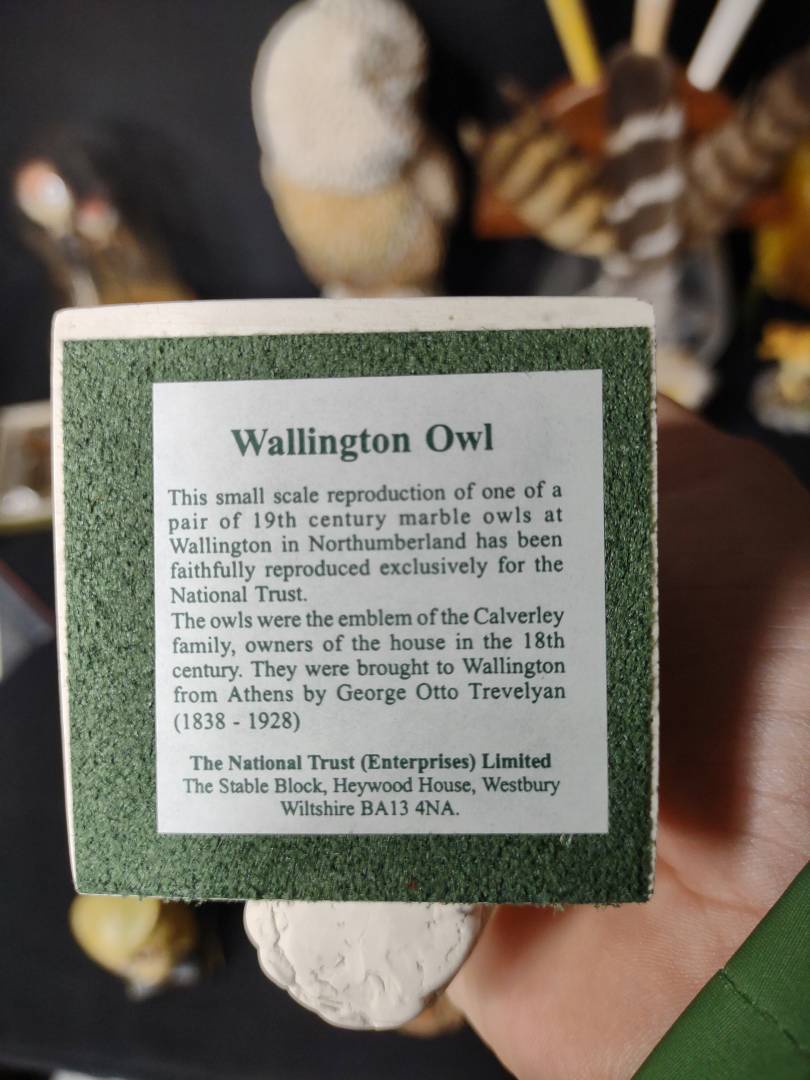 Wallington Owl
This small scale reproduction of one of a
pair of 19th century marble owls at
Wallington in Northumberland has been
faithfully reproduced exclusively for the
National Trust.
The owls were the emblem of the Calverley
family, owners of the house in the 18th
century. They were brought to Wallington
from Athens by George Otto Trevelyan
(1838 - 1928)
The National Trust (Enterprises) Limited
The Stable Block, Heywood House, Westbury
Wiltshire BA13 4NA.